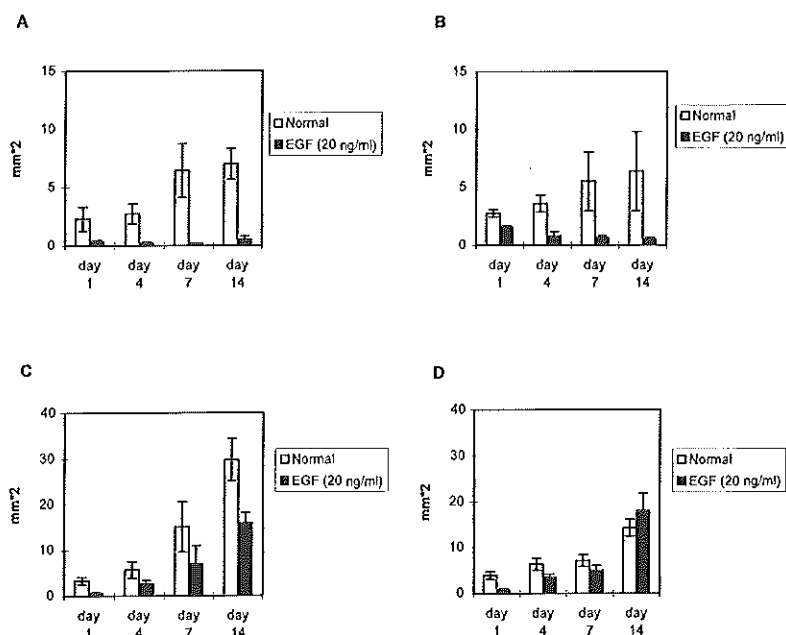 A
15
10
5
0
mm^2
Normal
EGF (20 ng/ml)
day day day day
1 4 7 14
B
15
10
5
0
mm^2
Normal
EGF (20 ng/ml)
day day day day
1 4 7 14
C
40
30
20
10
0
mm^2
Normal
EGF (20 ng/ml)
day day day day
1 4 7 14
D
40
30
20
10
0
mm^2
Normal
EGF (20 ng/ml)
day day day day
1 4 7 14